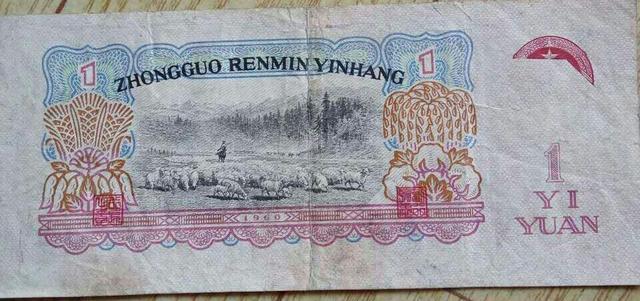 1
ZHONGGUO RENMIN YINHANG
1
1960
1
YI
YUAN